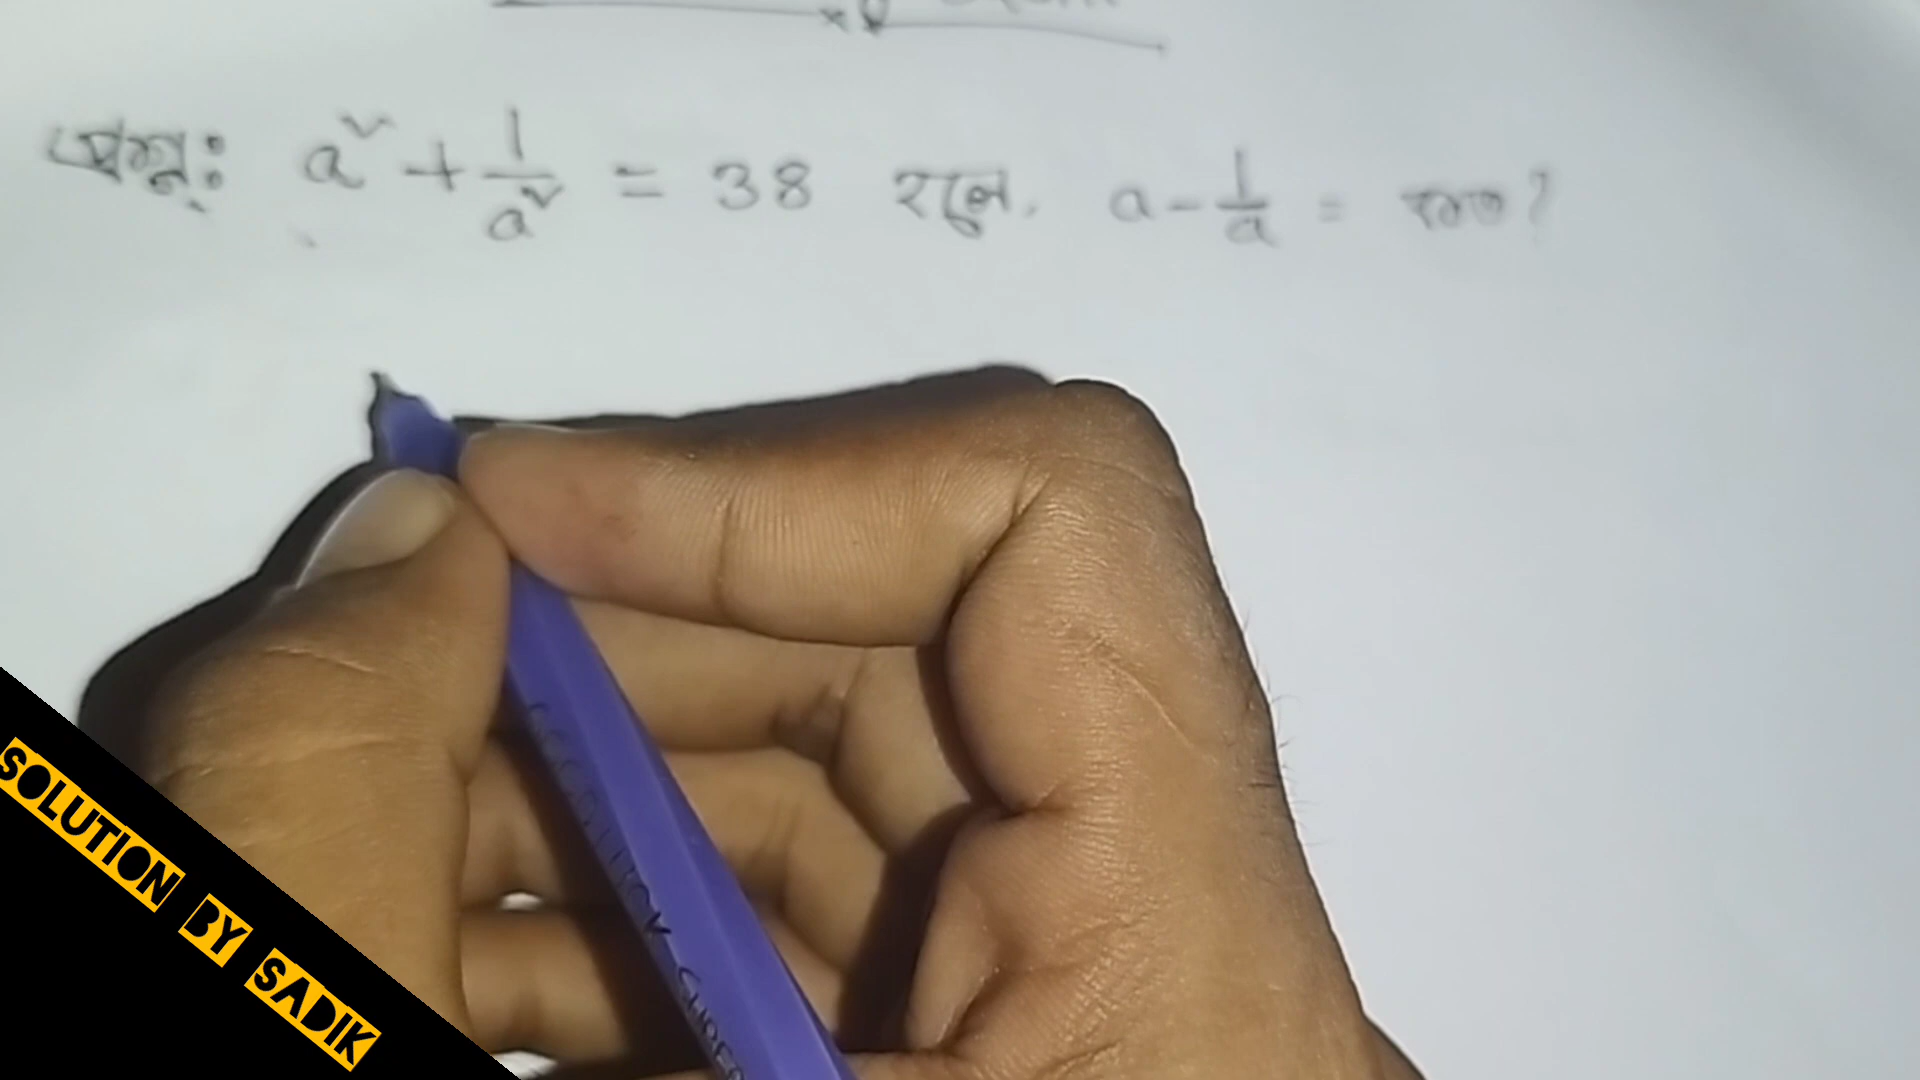 প্রশ্ন: a² + 1/a² = 38 হলে, a - 1/a = কত?
SOLUTION BY SADIK